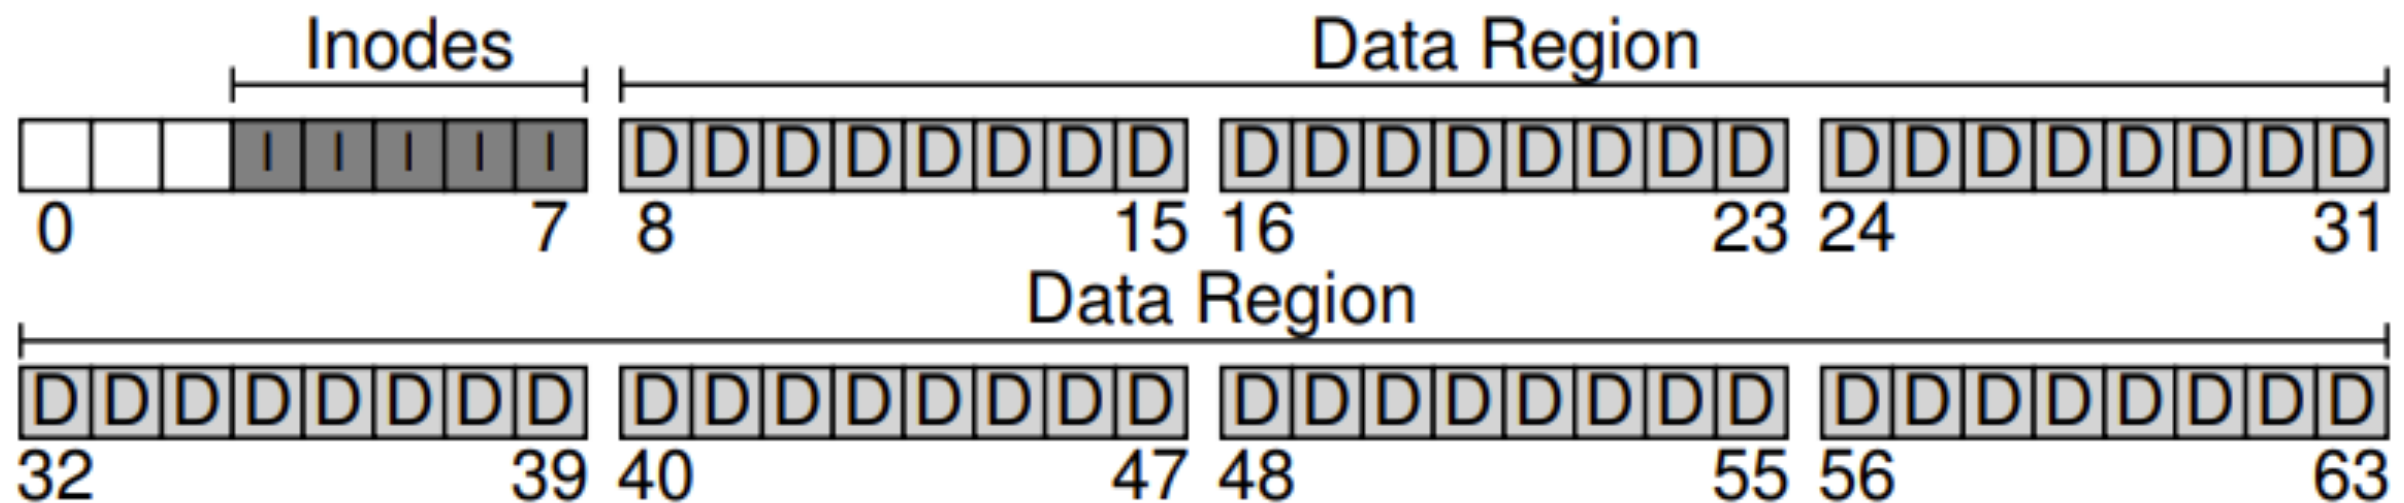 Inodes Data Region
I I I I I D D D D D D D D D D D D D D D D D D D D D D D D
0 7 8 15 16 23 24 31
Data Region
D D D D D D D D D D D D D D D D D D D D D D D D D D D D D D D D
32 39 40 47 48 55 56 63